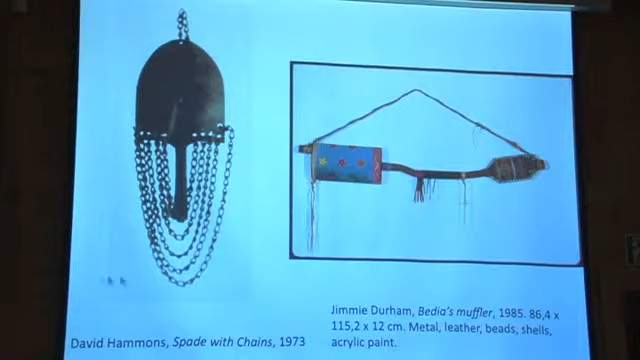 David Hammons, Spade with Chains, 1973
Jimmie Durham, Bedia's muffler, 1985. 86,4 x
115,2 x 12 cm. Metal, leather, beads, shells,
acrylic paint.